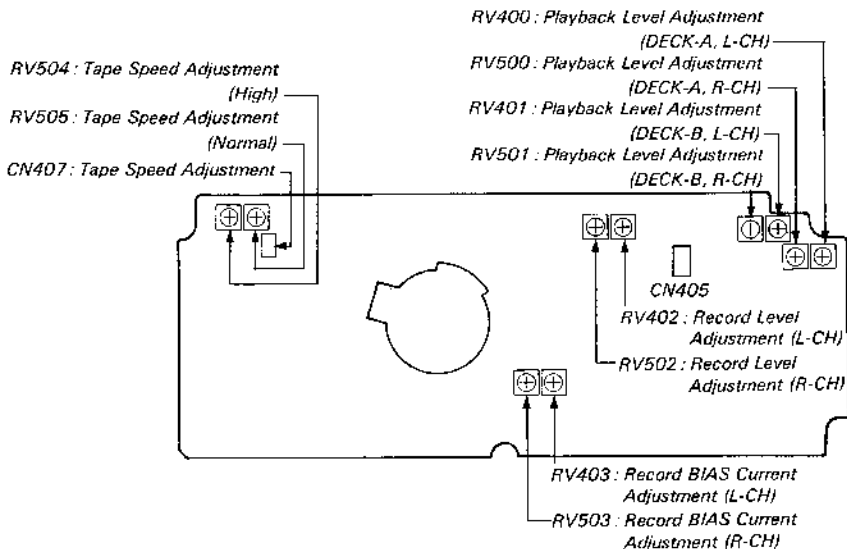 RV400 : Playback Level Adjustment
(DECK-A, L-CH)
RV500 : Playback Level Adjustment
(DECK-A, R-CH)
RV401 : Playback Level Adjustment
(DECK-B, L-CH)
RV501 : Playback Level Adjustment
(DECK-B, R-CH)
RV504 : Tape Speed Adjustment
(High)
RV505 : Tape Speed Adjustment
(Normal)
CN407 : Tape Speed Adjustment
CN405
RV402 : Record Level
Adjustment (L-CH)
RV502 : Record Level
Adjustment (R-CH)
RV403 : Record BIAS Current
Adjustment (L-CH)
RV503 : Record BIAS Current
Adjustment (R-CH)